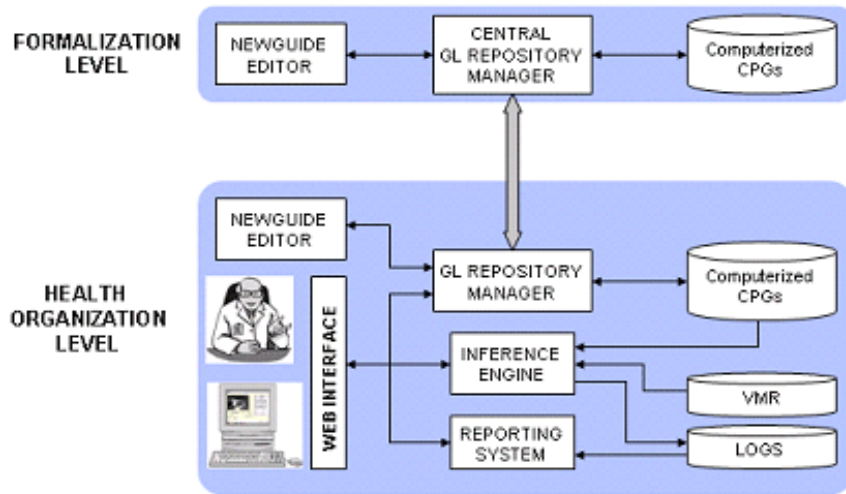 FORMALIZATION
LEVEL
NEWGUIDE
EDITOR
CENTRAL
GL REPOSITORY
MANAGER
Computerized
CPGs
HEALTH
ORGANIZATION
LEVEL
NEWGUIDE
EDITOR
GL REPOSITORY
MANAGER
Computerized
CPGs
WEB INTERFACE
INFERENCE
ENGINE
VMR
REPORTING
SYSTEM
LOGS